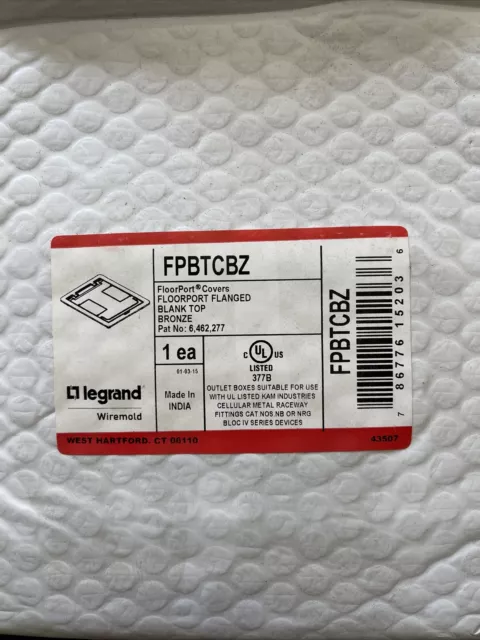 FPBTCBZ
FloorPort® Covers
FLOORPORT FLANGED
BLANK TOP
BRONZE
Pat No: 6,462,277
1 ea
01-03-15
Made In
INDIA
C UL US
LISTED
377B
OUTLET BOXES SUITABLE FOR USE
WITH UL LISTED KAM INDUSTRIES
CELLULAR METAL RACEWAY
FITTINGS CAT NOS.NB OR NRG
BLOC IV SERIES DEVICES
legrand®
Wiremold
WEST HARTFORD, CT 06110
43507
FPBTCBZ
7 86776 15203 6